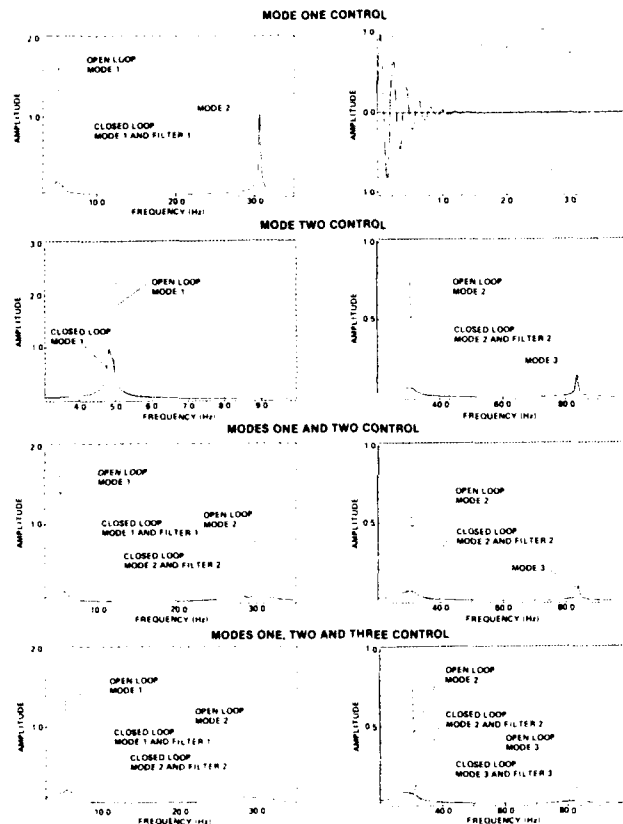 MODE ONE CONTROL
2.0
1.0
AMPLITUDE
OPEN LOOP
MODE 1
MODE 2
CLOSED LOOP
MODE 1 AND FILTER 1
10.0
20.0
30.0
FREQUENCY (Hz)
1.0
0.0
1.0
AMPLITUDE
1.0
2.0
3.0
MODE TWO CONTROL
3.0
2.0
1.0
AMPLITUDE
OPEN LOOP
MODE 1
CLOSED LOOP
MODE 1
4.0
5.0
6.0
7.0
8.0
9.0
FREQUENCY (Hz)
1.0
0.5
AMPLITUDE
OPEN LOOP
MODE 2
CLOSED LOOP
MODE 2 AND FILTER 2
MODE 3
40.0
60.0
80.0
FREQUENCY (Hz)
MODES ONE AND TWO CONTROL
2.0
1.0
AMPLITUDE
OPEN LOOP
MODE 1
CLOSED LOOP
MODE 1 AND FILTER 1
OPEN LOOP
MODE 2
CLOSED LOOP
MODE 2 AND FILTER 2
10.0
20.0
30.0
FREQUENCY (Hz)
1.0
0.5
AMPLITUDE
OPEN LOOP
MODE 2
CLOSED LOOP
MODE 2 AND FILTER 2
MODE 3
40.0
60.0
80.0
FREQUENCY (Hz)
MODES ONE, TWO AND THREE CONTROL
2.0
1.0
AMPLITUDE
OPEN LOOP
MODE 1
OPEN LOOP
MODE 2
CLOSED LOOP
MODE 1 AND FILTER 1
CLOSED LOOP
MODE 2 AND FILTER 2
10.0
20.0
30.0
FREQUENCY (Hz)
1.0
0.5
AMPLITUDE
OPEN LOOP
MODE 2
CLOSED LOOP
MODE 2 AND FILTER 2
OPEN LOOP
MODE 3
CLOSED LOOP
MODE 3 AND FILTER 3
40.0
60.0
80.0
FREQUENCY (Hz)